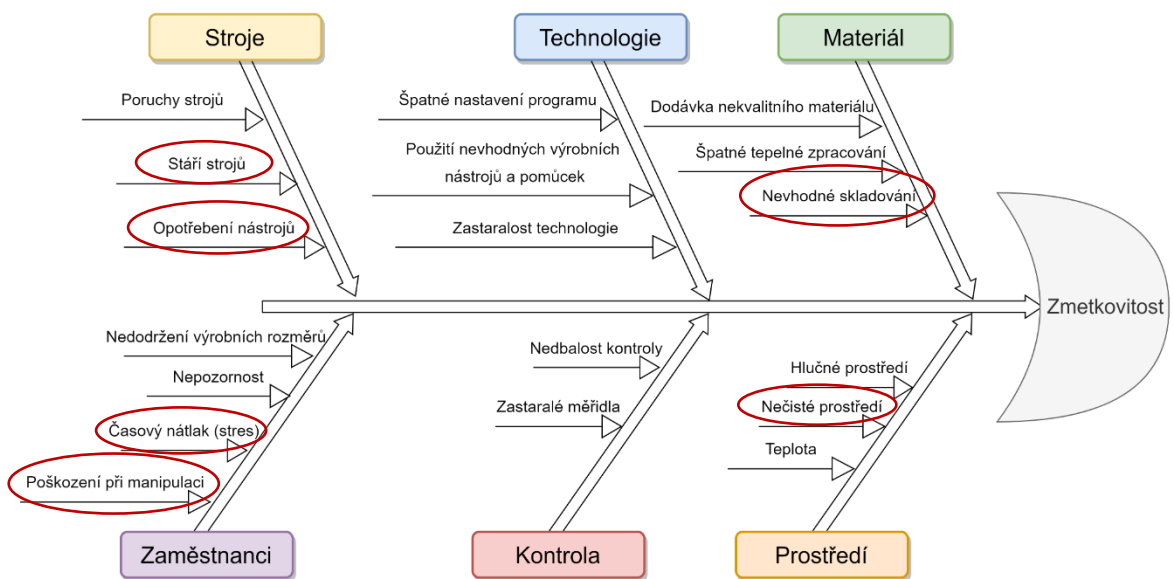 Stroje
Technologie
Materiál
Poruchy strojů
Stáří strojů
Opotřebení nástrojů
Špatné nastavení programu
Použití nevhodných výrobních
nástrojů a pomůcek
Zastaralost technologie
Dodávka nekvalitního materiálu
Špatné tepelné zpracování
Nevhodné skladování
Zmetkovitost
Nedodržení výrobních rozměrů
Nepozornost
Časový nátlak (stres)
Poškození při manipulaci
Nedbalost kontroly
Zastaralé měřidla
Hlučné prostředí
Nečisté prostředí
Teplota
Zaměstnanci
Kontrola
Prostředí